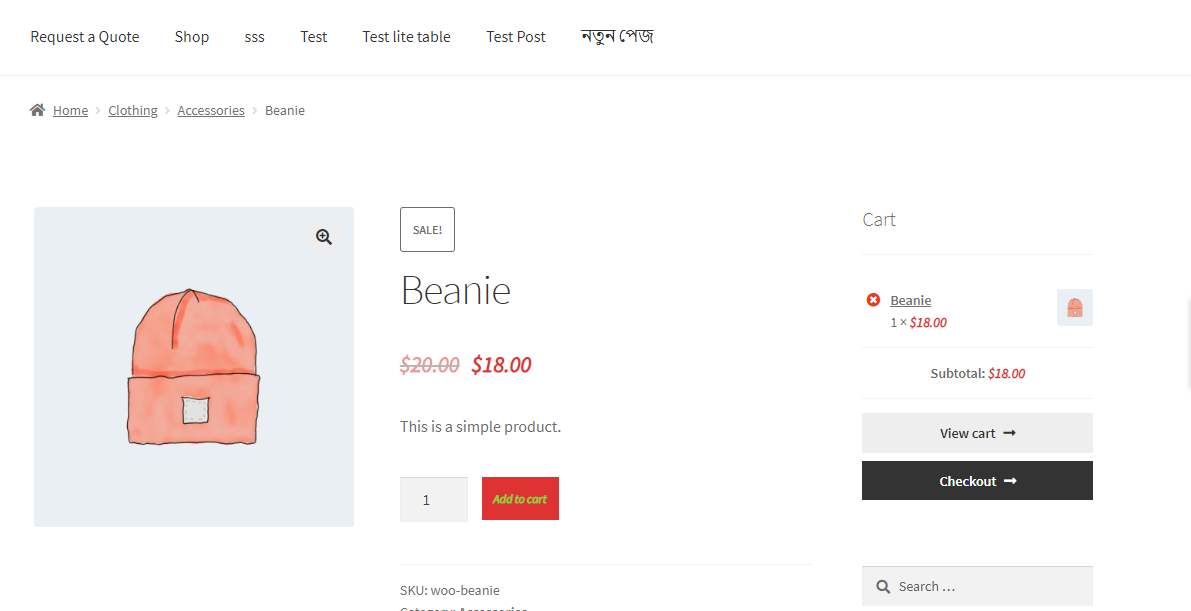 Request a Quote Shop sss Test Test lite table Test Post নতুন পেজ
Home Clothing Accessories Beanie
SALE!
Beanie
$20.00 $18.00
This is a simple product.
1 Add to cart
SKU: woo-beanie
Category: Accessories
Cart
Beanie
1 × $18.00
Subtotal: $18.00
View cart
Checkout
Search …